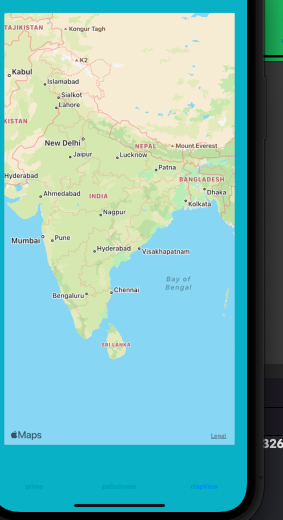 TAJIKISTAN
Kongur Tagh
K2
Kabul
Islamabad
Sialkot
Lahore
KISTAN
New Delhi
NEPAL
Mount Everest
Jaipur
Lucknow
Patna
Hyderabad
BANGLADESH
Ahmedabad
INDIA
Dhaka
Kolkata
Nagpur
Mumbai
Pune
Hyderabad
Visakhapatnam
Bay of
Bengal
Bengaluru
Chennai
SRI LANKA
Maps
Legal
326
mapView